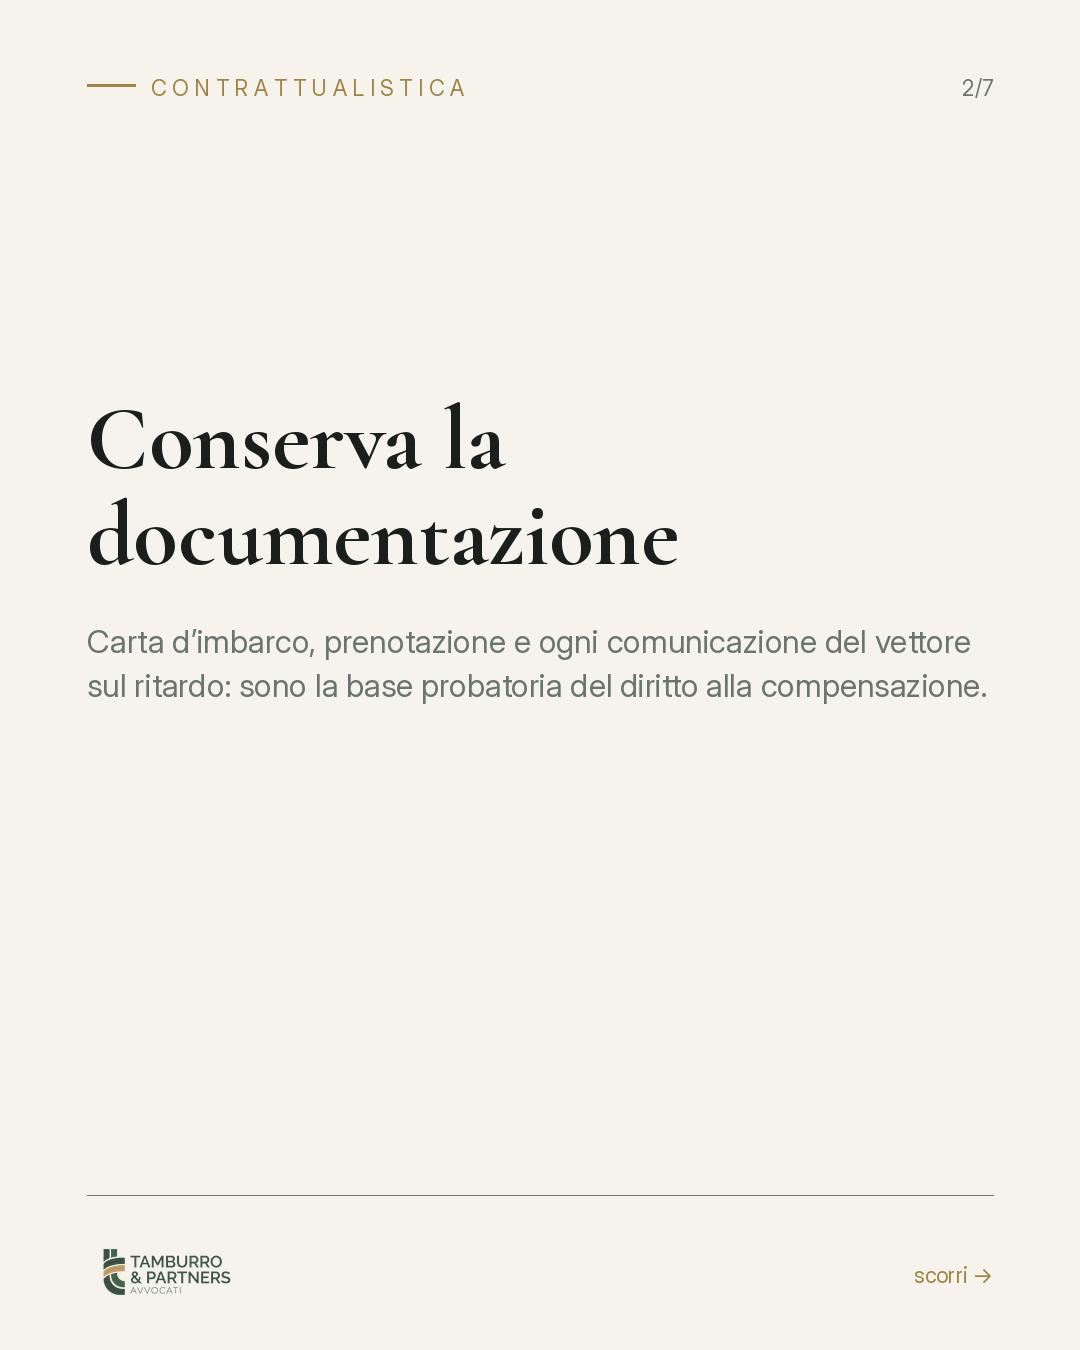 CONTRATTUALISTICA
2/7
Conserva la
documentazione
Carta d’imbarco, prenotazione e ogni comunicazione del vettore
sul ritardo: sono la base probatoria del diritto alla compensazione.
TAMBURRO
& PARTNERS
AVVOCATI
scorri →